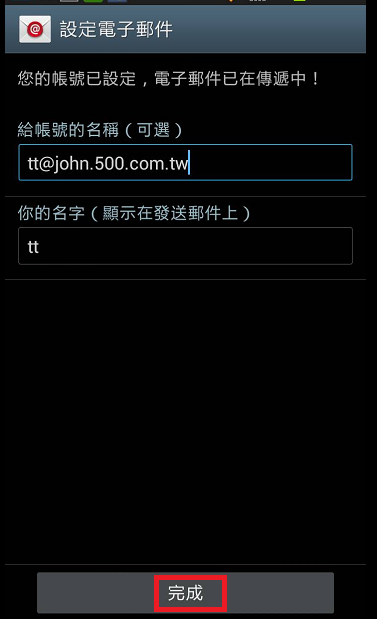 設定電子郵件
您的帳號已設定，電子郵件已在傳遞中！
給帳號的名稱（可選）
tt@john.500.com.tw
你的名字（顯示在發送郵件上）
tt
完成